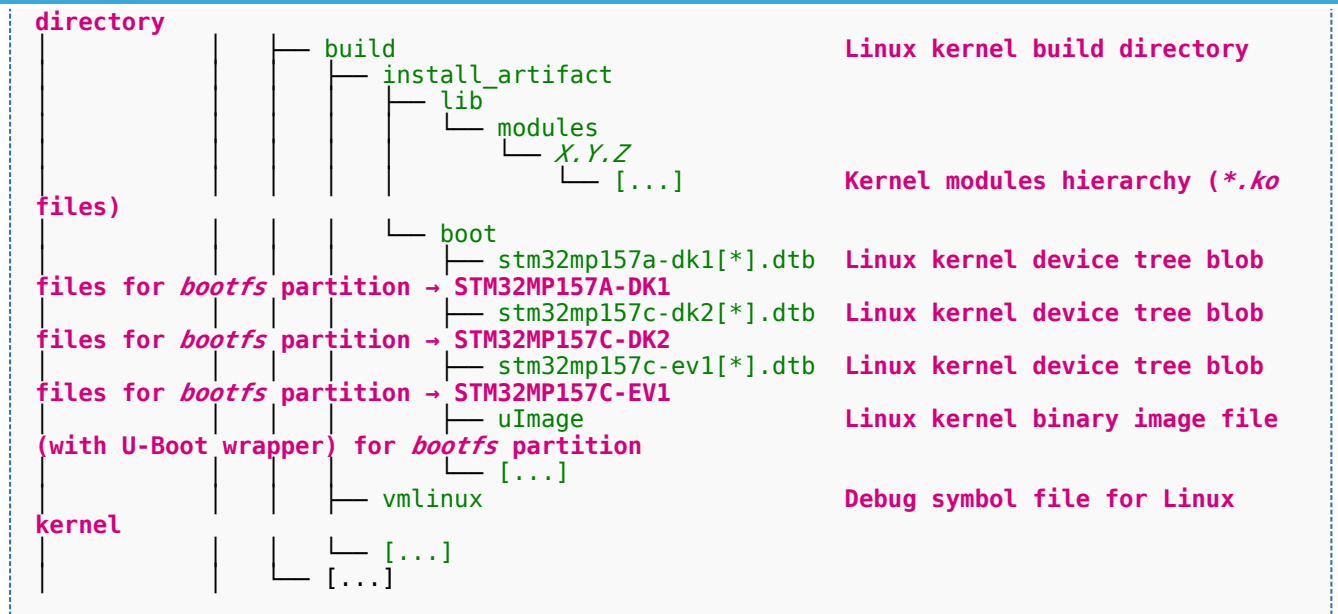 directory
│ │ ├── build Linux kernel build directory
│ │ │ ├── install_artifact
│ │ │ │ ├── lib
│ │ │ │ │ └── modules
│ │ │ │ │ └── X.Y.Z
│ │ │ │ │ └── [...] Kernel modules hierarchy (*.ko
files)
│ │ │ │ └── boot
│ │ │ │ ├── stm32mp157a-dk1[*].dtb Linux kernel device tree blob
files for bootfs partition → STM32MP157A-DK1
│ │ │ │ ├── stm32mp157c-dk2[*].dtb Linux kernel device tree blob
files for bootfs partition → STM32MP157C-DK2
│ │ │ │ ├── stm32mp157c-ev1[*].dtb Linux kernel device tree blob
files for bootfs partition → STM32MP157C-EV1
│ │ │ │ ├── uImage Linux kernel binary image file
(with U-Boot wrapper) for bootfs partition
│ │ │ │ └── [...]
│ │ │ ├── vmlinux Debug symbol file for Linux
kernel
│ │ │ └── [...]
│ │ └── [...]